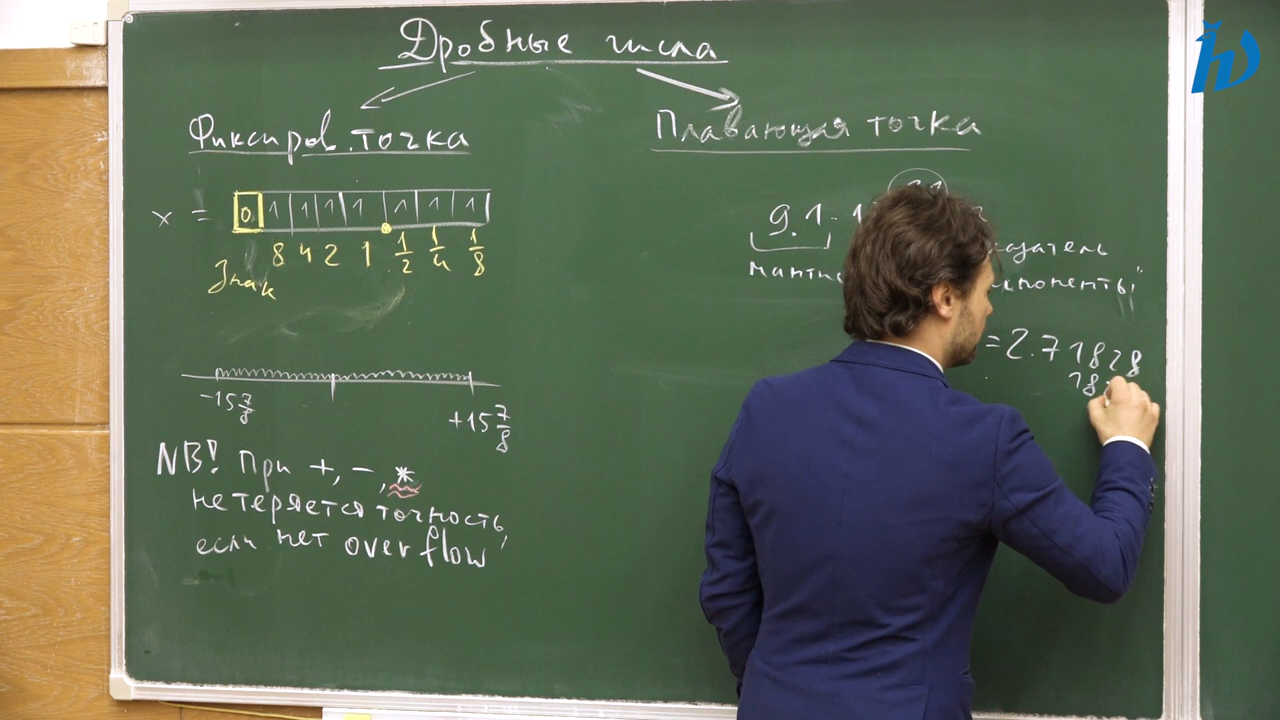 Дробные числа
Фиксиров. точка
x = 0 1 1 1 1 1 1 1
8 4 2 1 1/2 1/4 1/8
Знак
-15 7/8
+15 7/8
NB! При +, -, *
не теряется точность,
если нет overflow
Плавающая точка
9.1 · 1
= 2.71828
18